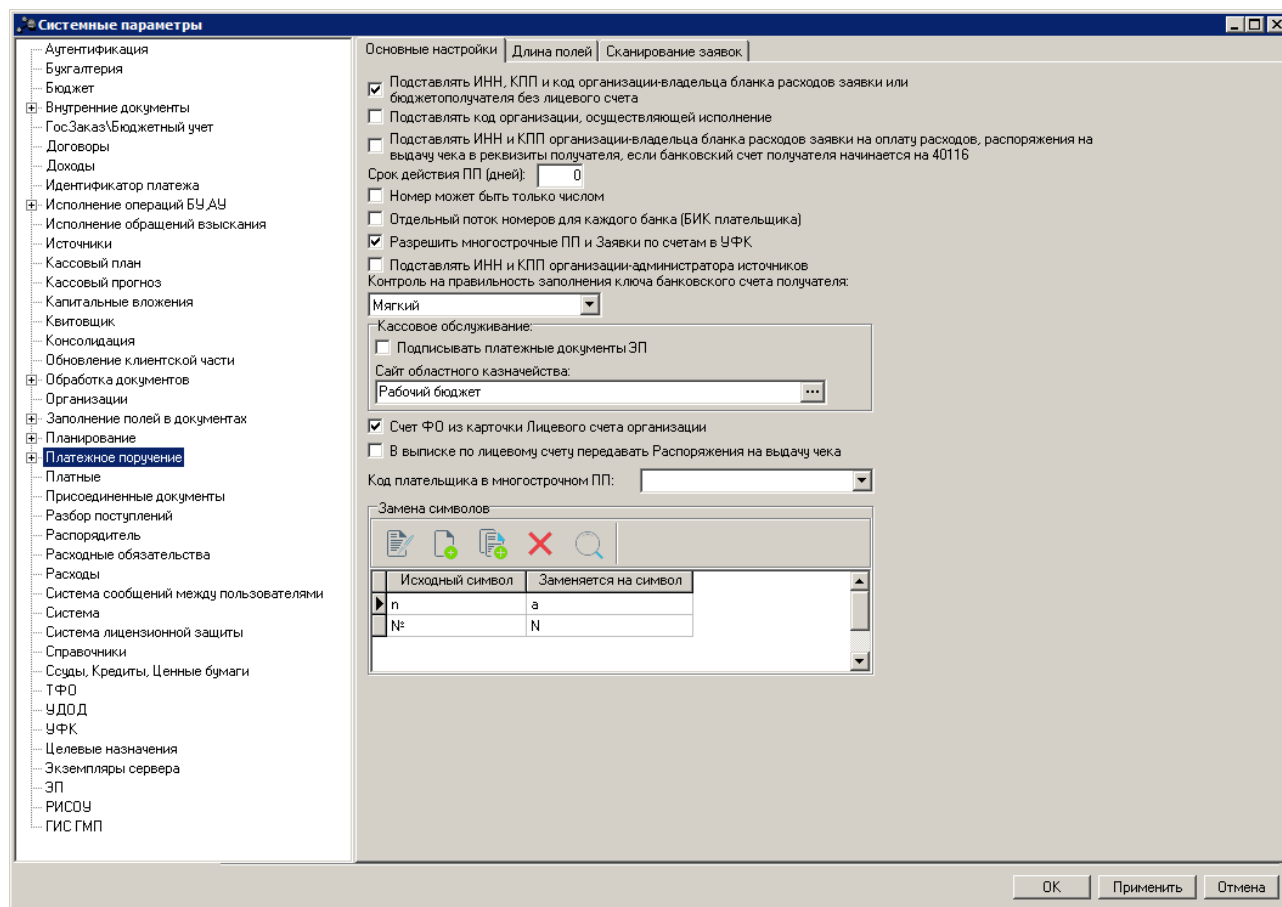 Системные параметры
Аутентификация
Бухгалтерия
Бюджет
Внутренние документы
ГосЗаказ\Бюджетный учет
Договоры
Доходы
Идентификатор платежа
Исполнение операций БУ,АУ
Исполнение обращений взыскания
Источники
Кассовый план
Кассовый прогноз
Капитальные вложения
Квитовщик
Консолидация
Обновление клиентской части
Обработка документов
Организации
Заполнение полей в документах
Планирование
Платежное поручение
Платные
Присоединенные документы
Разбор поступлений
Распорядитель
Расходные обязательства
Расходы
Система сообщений между пользователями
Система
Система лицензионной защиты
Справочники
Ссуды, Кредиты, Ценные бумаги
ТФО
УДОД
УФК
Целевые назначения
Экземпляры сервера
ЭП
РИСОУ
ГИС ГМП
Основные настройки Длина полей Сканирование заявок
Подставлять ИНН, КПП и код организации-владельца бланка расходов заявки или
бюджетополучателя без лицевого счета
Подставлять код организации, осуществляющей исполнение
Подставлять ИНН и КПП организации-владельца бланка расходов заявки на оплату расходов, распоряжения на
выдачу чека в реквизиты получателя, если банковский счет получателя начинается на 40116
Срок действия ПП (дней): 0
Номер может быть только числом
Отдельный поток номеров для каждого банка (БИК плательщика)
Разрешить многострочные ПП и Заявки по счетам в УФК
Подставлять ИНН и КПП организации-администратора источников
Контроль на правильность заполнения ключа банковского счета получателя:
Мягкий
Кассовое обслуживание:
Подписывать платежные документы ЭП
Сайт областного казначейства:
Рабочий бюджет ...
Счет ФО из карточки Лицевого счета организации
В выписке по лицевому счету передавать Распоряжения на выдачу чека
Код плательщика в многострочном ПП:
Замена символов
Исходный символ Заменяется на символ
п а
№ N
ОК Применить Отмена